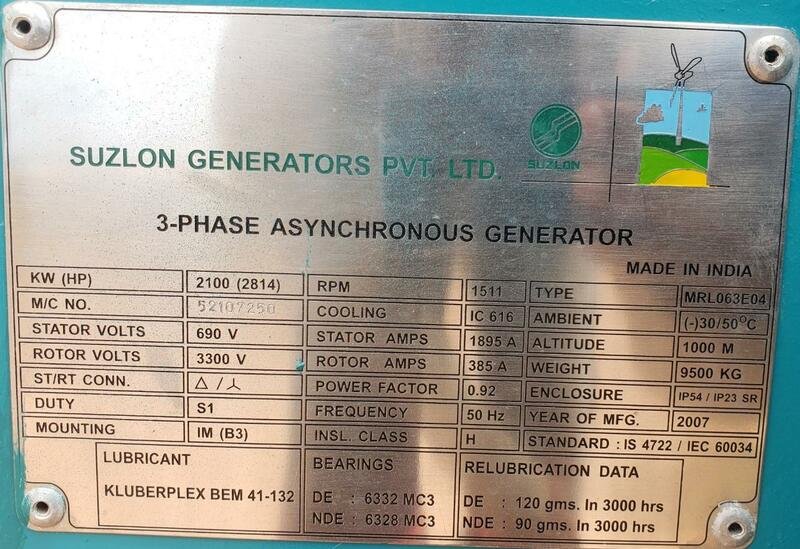 SUZLON
SUZLON GENERATORS PVT. LTD.
3-PHASE ASYNCHRONOUS GENERATOR
MADE IN INDIA
KW (HP) 2100 (2814) RPM 1511 TYPE MRL063E04
M/C NO. 52107250 COOLING IC 616 AMBIENT (-)30/50°C
STATOR VOLTS 690 V STATOR AMPS 1895 A ALTITUDE 1000 M
ROTOR VOLTS 3300 V ROTOR AMPS 385 A WEIGHT 9500 KG
ST/RT CONN. △ / ⅄ POWER FACTOR 0.92 ENCLOSURE IP54 / IP23 SR
DUTY S1 FREQUENCY 50 Hz YEAR OF MFG. 2007
MOUNTING IM (B3) INSL. CLASS H STANDARD : IS 4722 / IEC 60034
LUBRICANT
KLUBERPLEX BEM 41-132
BEARINGS
DE : 6332 MC3
NDE : 6328 MC3
RELUBRICATION DATA
DE : 120 gms. In 3000 hrs
NDE : 90 gms. In 3000 hrs